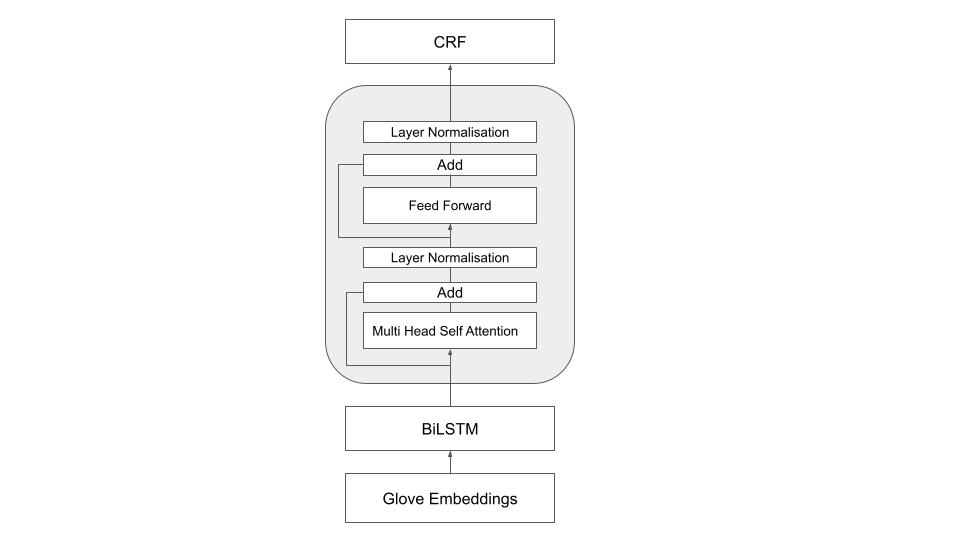 CRF
Layer Normalisation
Add
Feed Forward
Layer Normalisation
Add
Multi Head Self Attention
BiLSTM
Glove Embeddings